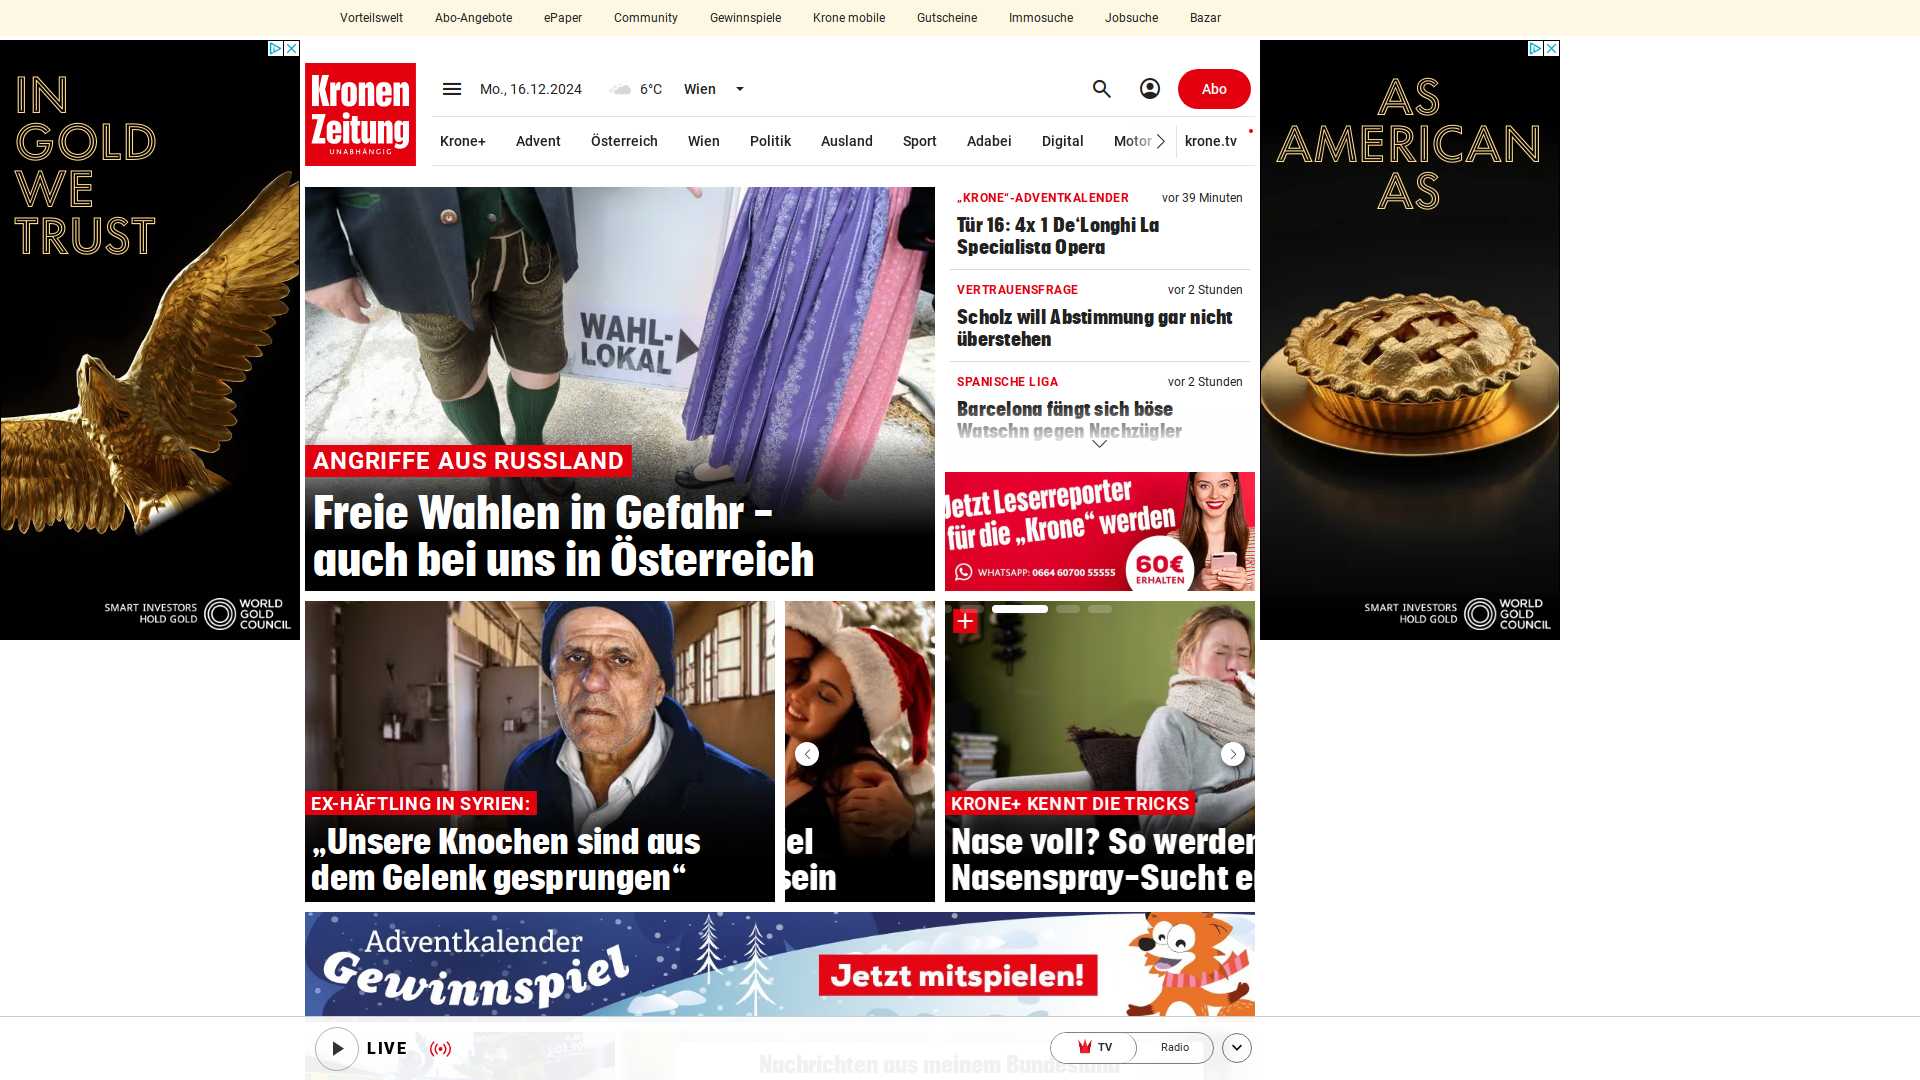 Vorteilswelt Abo-Angebote ePaper Community Gewinnspiele Krone mobile Gutscheine Immosuche Jobsuche Bazar
IN
GOLD
WE
TRUST
SMART INVESTORS
HOLD GOLD
WORLD
GOLD
COUNCIL
Kronen
Zeitung
UNABHÄNGIG
Mo., 16.12.2024 6°C Wien
Abo
Krone+ Advent Österreich Wien Politik Ausland Sport Adabei Digital Motor krone.tv
WAHL-
LOKAL
ANGRIFFE AUS RUSSLAND
Freie Wahlen in Gefahr –
auch bei uns in Österreich
„KRONE“-ADVENTKALENDER vor 39 Minuten
Tür 16: 4x 1 De‘Longhi La
Specialista Opera
VERTRAUENSFRAGE vor 2 Stunden
Scholz will Abstimmung gar nicht
überstehen
SPANISCHE LIGA vor 2 Stunden
Barcelona fängt sich böse
Watschn gegen Nachzügler
Jetzt Leserreporter
für die „Krone“ werden
WHATSAPP: 0664 60700 55555
60€
ERHALTEN
EX-HÄFTLING IN SYRIEN:
„Unsere Knochen sind aus
dem Gelenk gesprungen“
el
sein
KRONE+ KENNT DIE TRICKS
Nase voll? So werden
Nasenspray-Sucht
Adventkalender
Gewinnspiel
Jetzt mitspielen!
LIVE
TV Radio
Nachrichten aus meinem Bundesland
AS
AMERICAN
AS
SMART INVESTORS
HOLD GOLD
WORLD
GOLD
COUNCIL